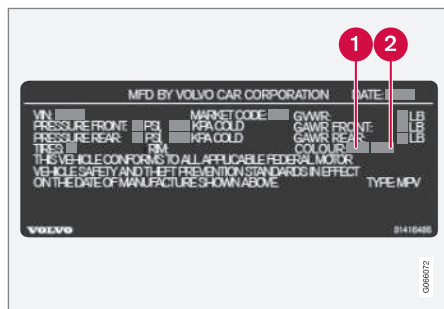 1 2
MFD BY VOLVO CAR CORPORATION DATE:
VIN: MARKET CODE: GVWR: LB
PRESSURE FRONT: PSI, KPA COLD GAWR FRONT: LB
PRESSURE REAR: PSI, KPA COLD GAWR REAR: LB
TIRES: RIM: COLOUR:
THIS VEHICLE CONFORMS TO ALL APPLICABLE FEDERAL MOTOR
VEHICLE SAFETY AND THEFT PREVENTION STANDARDS IN EFFECT
ON THE DATE OF MANUFACTURE SHOWN ABOVE TYPE: MPV
VOLVO 31416486
G066072